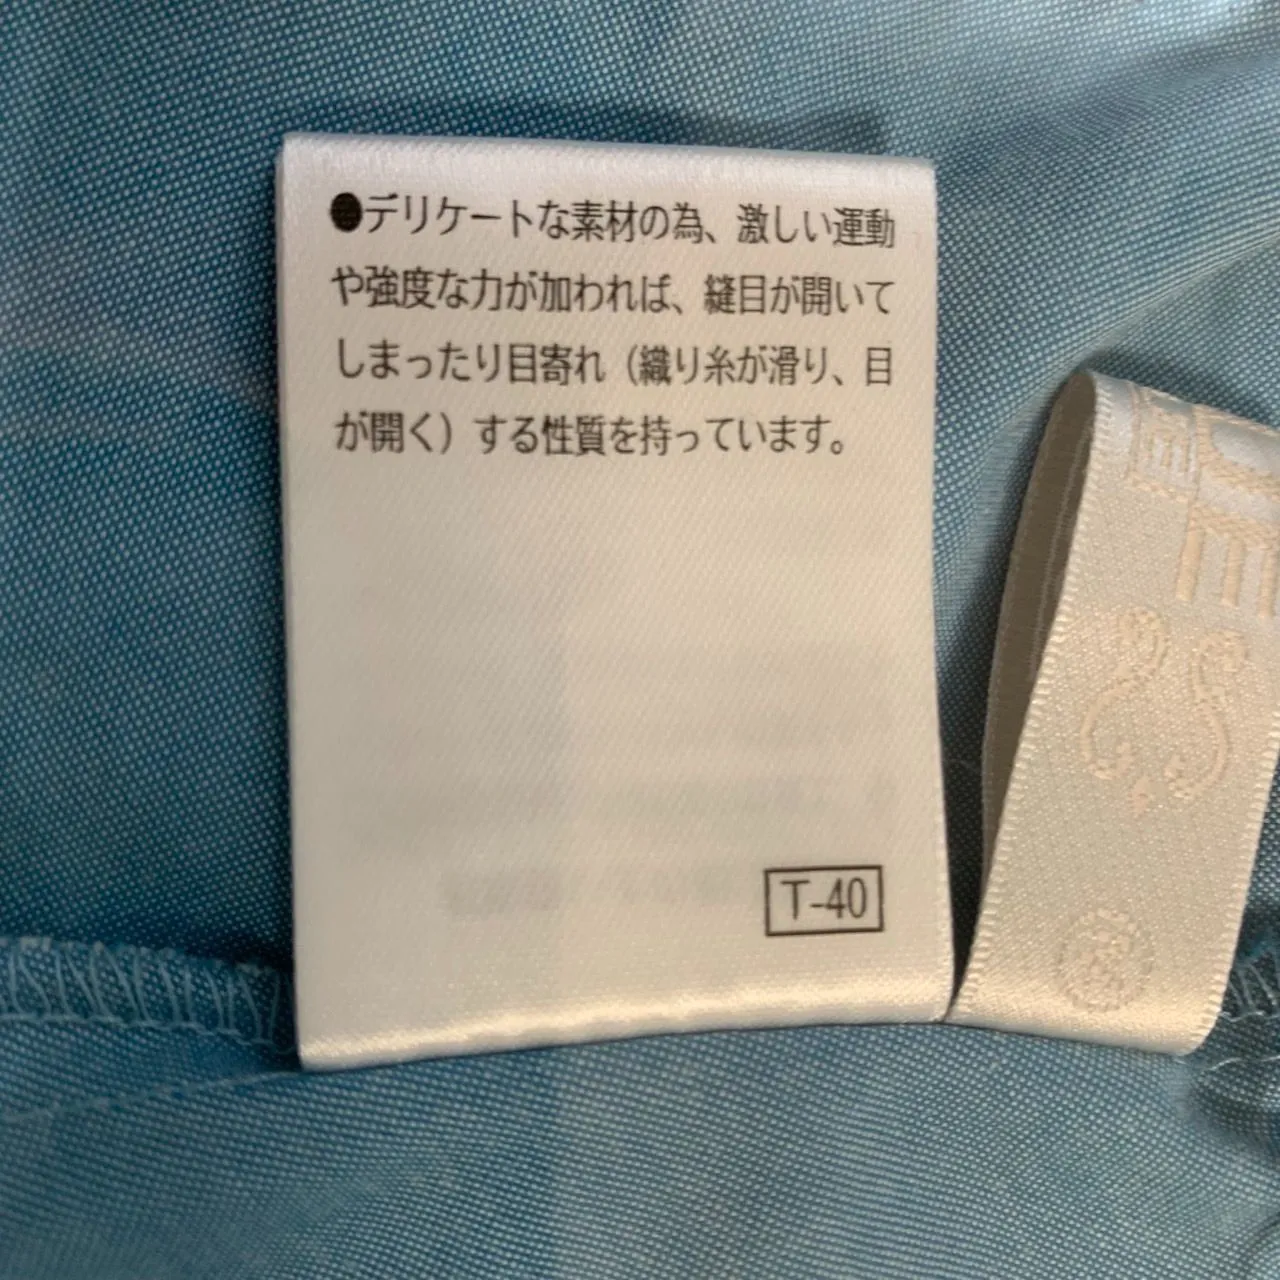 ●デリケートな素材の為、激しい運動
や強度な力が加われば、縫目が開いて
しまったり目寄れ（織り糸が滑り、目
が開く）する性質を持っています。
T-40